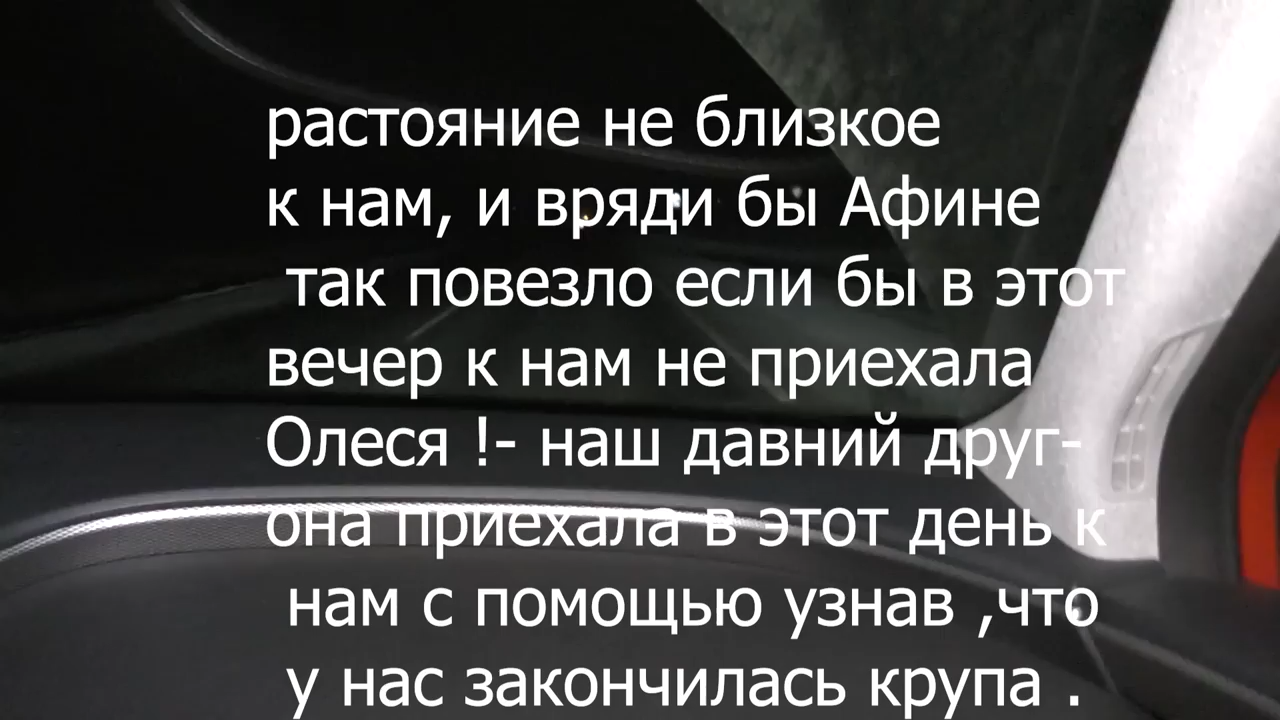 растояние не близкое
к нам, и вряди бы Афине
так повезло если бы в этот
вечер к нам не приехала
Олеся !- наш давний друг-
она приехала в этот день к
нам с помощью узнав ,что
у нас закончилась крупа .